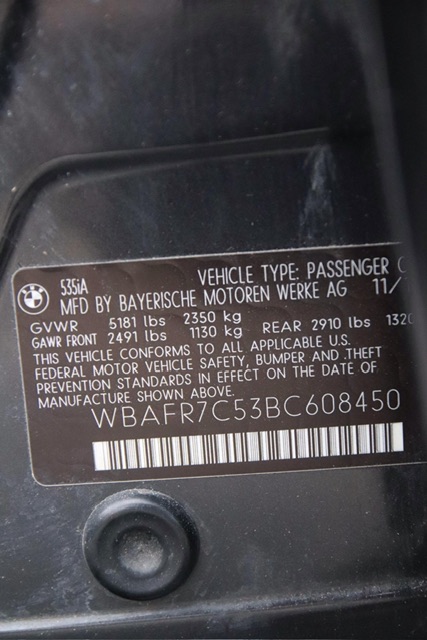 535iA VEHICLE TYPE: PASSENGER
MFD BY BAYERISCHE MOTOREN WERKE AG 11/
GVWR 5181 lbs 2350 kg
GAWR FRONT 2491 lbs 1130 kg REAR 2910 lbs 1320
THIS VEHICLE CONFORMS TO ALL APPLICABLE U.S.
FEDERAL MOTOR VEHICLE SAFETY, BUMPER AND THEFT
PREVENTION STANDARDS IN EFFECT ON THE DATE OF
MANUFACTURE SHOWN ABOVE.
WBAFR7C53BC608450